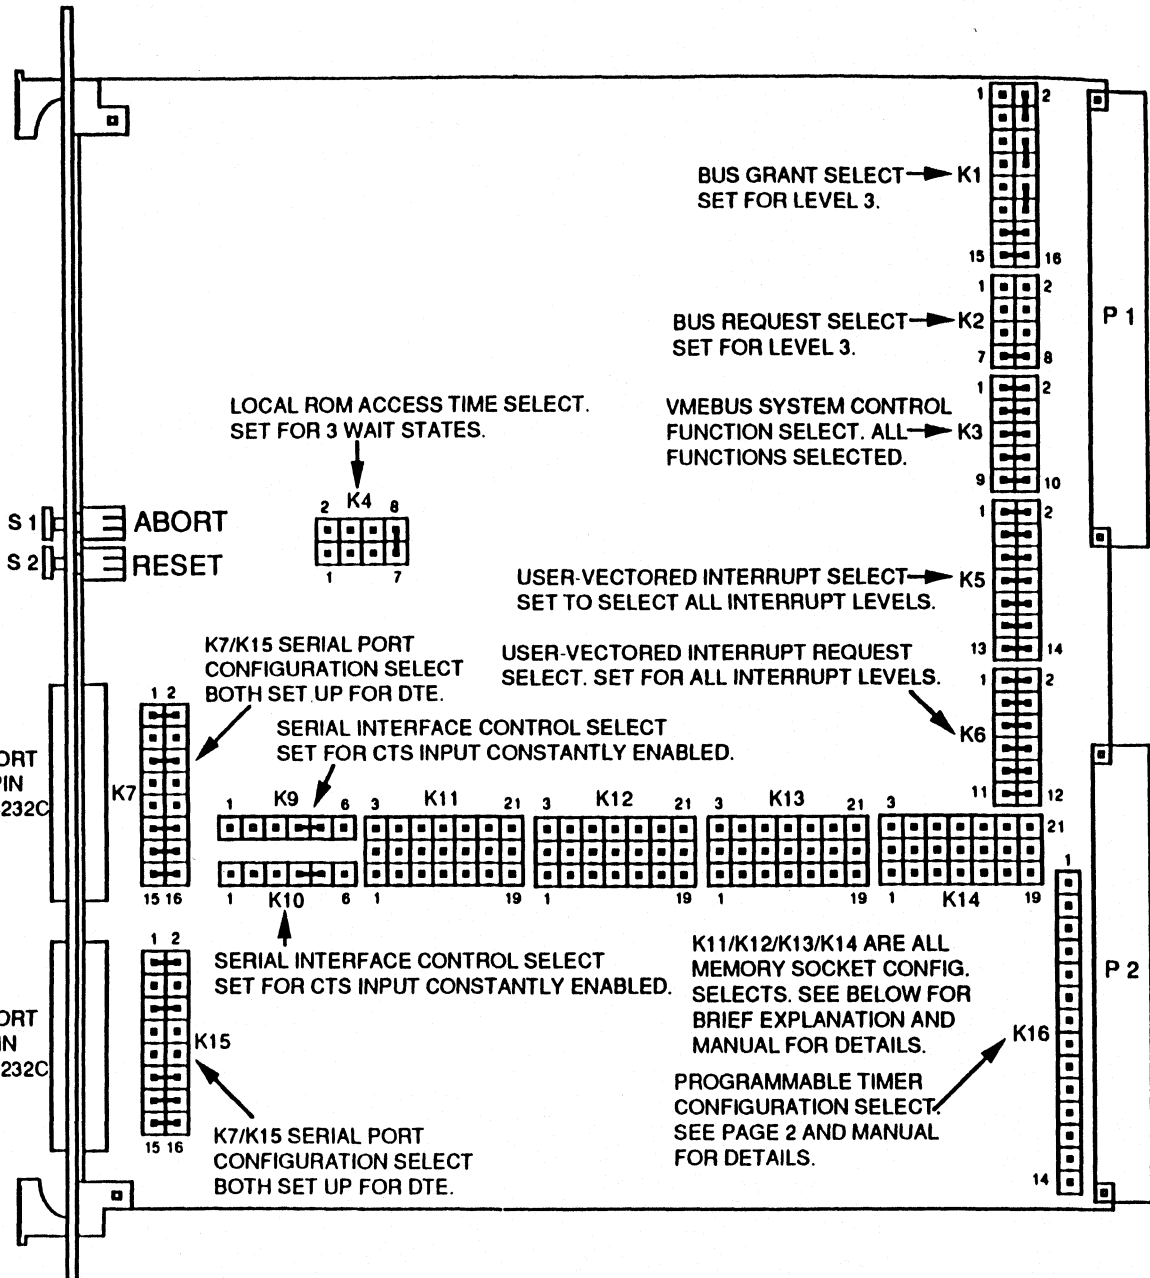 1 2
BUS GRANT SELECT K1
SET FOR LEVEL 3.
15 16
1 2
P 1
BUS REQUEST SELECT K2
SET FOR LEVEL 3.
7 8
1 2
LOCAL ROM ACCESS TIME SELECT.
SET FOR 3 WAIT STATES.
VMEBUS SYSTEM CONTROL
FUNCTION SELECT. ALL K3
FUNCTIONS SELECTED.
9 10
2 K4 8
1 7
S 1 ABORT
S 2 RESET
1 2
USER-VECTORED INTERRUPT SELECT K5
SET TO SELECT ALL INTERRUPT LEVELS.
13 14
K7/K15 SERIAL PORT
CONFIGURATION SELECT
BOTH SET UP FOR DTE.
USER-VECTORED INTERRUPT REQUEST
SELECT. SET FOR ALL INTERRUPT LEVELS.
1 2
K6
11 12
1 2
SERIAL INTERFACE CONTROL SELECT
SET FOR CTS INPUT CONSTANTLY ENABLED.
ORT
PIN
232C
K7
15 16
1 K9 6
3 K11 21
3 K12 21
3 K13 21
3 21
1 K10 6
1 19
1 19
1 19
1 K14 19
SERIAL INTERFACE CONTROL SELECT
SET FOR CTS INPUT CONSTANTLY ENABLED.
K11/K12/K13/K14 ARE ALL
MEMORY SOCKET CONFIG.
SELECTS. SEE BELOW FOR
BRIEF EXPLANATION AND
MANUAL FOR DETAILS.
1
K16
14
P 2
PROGRAMMABLE TIMER
CONFIGURATION SELECT.
SEE PAGE 2 AND MANUAL
FOR DETAILS.
1 2
ORT
IN
232C
K15
15 16
K7/K15 SERIAL PORT
CONFIGURATION SELECT
BOTH SET UP FOR DTE.